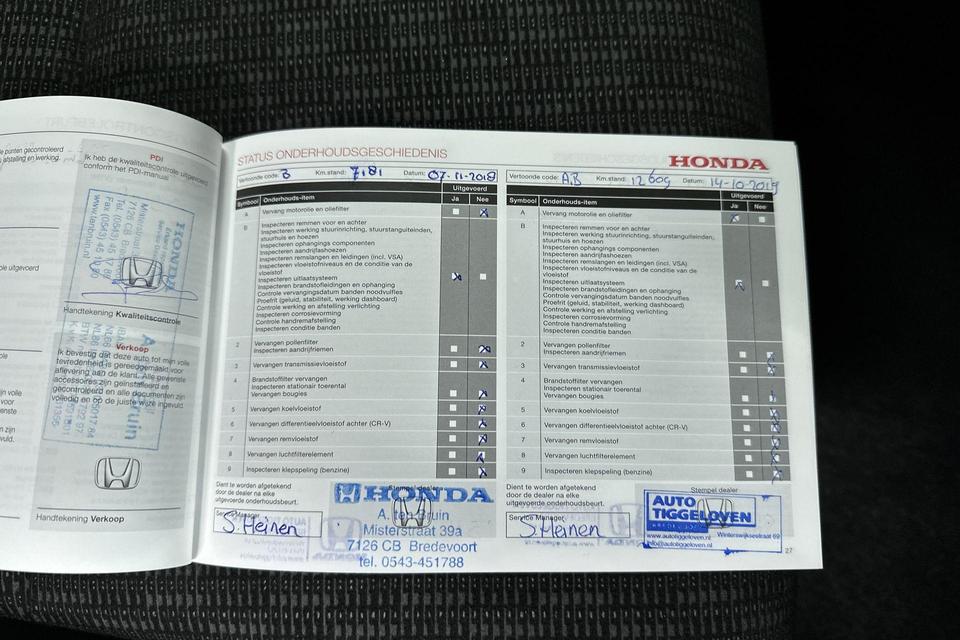 PDI
Ik heb de kwaliteitscontrole uitgevoerd
conform het PDI-manual
Handtekening Kwaliteitscontrole
Verkoop
Ik bevestig dat deze auto tot mijn volle
tevredenheid is gereedgemaakt voor
aflevering aan de klant. Alle gewenste
accessoires zijn geïnstalleerd en
gecontroleerd en alle documenten zijn
volledig en op de juiste wijze ingevuld.
Handtekening Verkoop
STATUS ONDERHOUDSGESCHIEDENIS
HONDA
Vertoonde code: B Km.stand: 7.181 Datum: 07-11-2018
Uitgevoerd
Symbool Onderhouds-item Ja Nee
A Vervang motorolie en oliefilter
B Inspecteren remmen voor en achter
Inspecteren werking stuurinrichting, stuurstanguiteinden,
stuurhuis en hoezen
Inspecteren ophangings componenten
Inspecteren aandrijfashoezen
Inspecteren remslangen en leidingen (incl. VSA)
Inspecteren vloeistofniveaus en de conditie van de
vloeistof
Inspecteren uitlaatsysteem
Inspecteren brandstofleidingen en ophanging
Controle vervangingsdatum banden noodvulfles
Proefrit (geluid, stabiliteit, werking dashboard)
Controle werking en afstelling verlichting
Inspecteren corrosievorming
Controle handremafstelling
Inspecteren conditie banden
2 Vervangen pollenfilter
Inspecteren aandrijfriemen
3 Vervangen transmissievloeistof
4 Brandstoffilter vervangen
Inspecteren stationair toerental
Vervangen bougies
5 Vervangen koelvloeistof
6 Vervangen differentieelvloeistof achter (CR-V)
7 Vervangen remvloeistof
8 Vervangen luchtfilterelement
9 Inspecteren klepspeling (benzine)
Dient te worden afgetekend
door de dealer na elke
uitgevoerde onderhoudsbeurt.
Service Manager
S. Heinen
HONDA
A. ten Bruin
Misterstraat 39a
7126 CB Bredevoort
tel. 0543-451788
Vertoonde code: A,B Km.stand: 12609 Datum: 14-10-2019
Uitgevoerd
Symbool Onderhouds-item Ja Nee
A Vervang motorolie en oliefilter
B Inspecteren remmen voor en achter
Inspecteren werking stuurinrichting, stuurstanguiteinden,
stuurhuis en hoezen
Inspecteren ophangings componenten
Inspecteren aandrijfashoezen
Inspecteren remslangen en leidingen (incl. VSA)
Inspecteren vloeistofniveaus en de conditie van de
vloeistof
Inspecteren uitlaatsysteem
Inspecteren brandstofleidingen en ophanging
Controle vervangingsdatum banden noodvulfles
Proefrit (geluid, stabiliteit, werking dashboard)
Controle werking en afstelling verlichting
Inspecteren corrosievorming
Controle handremafstelling
Inspecteren conditie banden
2 Vervangen pollenfilter
Inspecteren aandrijfriemen
3 Vervangen transmissievloeistof
4 Brandstoffilter vervangen
Inspecteren stationair toerental
Vervangen bougies
5 Vervangen koelvloeistof
6 Vervangen differentieelvloeistof achter (CR-V)
7 Vervangen remvloeistof
8 Vervangen luchtfilterelement
9 Inspecteren klepspeling (benzine)
Dient te worden afgetekend
door de dealer na elke
uitgevoerde onderhoudsbeurt.
Stempel dealer
Service Manager
S. Heinen
AUTO
TIGGELOVEN
www.autotiggeloven.nl Winterswijksestraat 69
info@autotiggeloven.nl
27